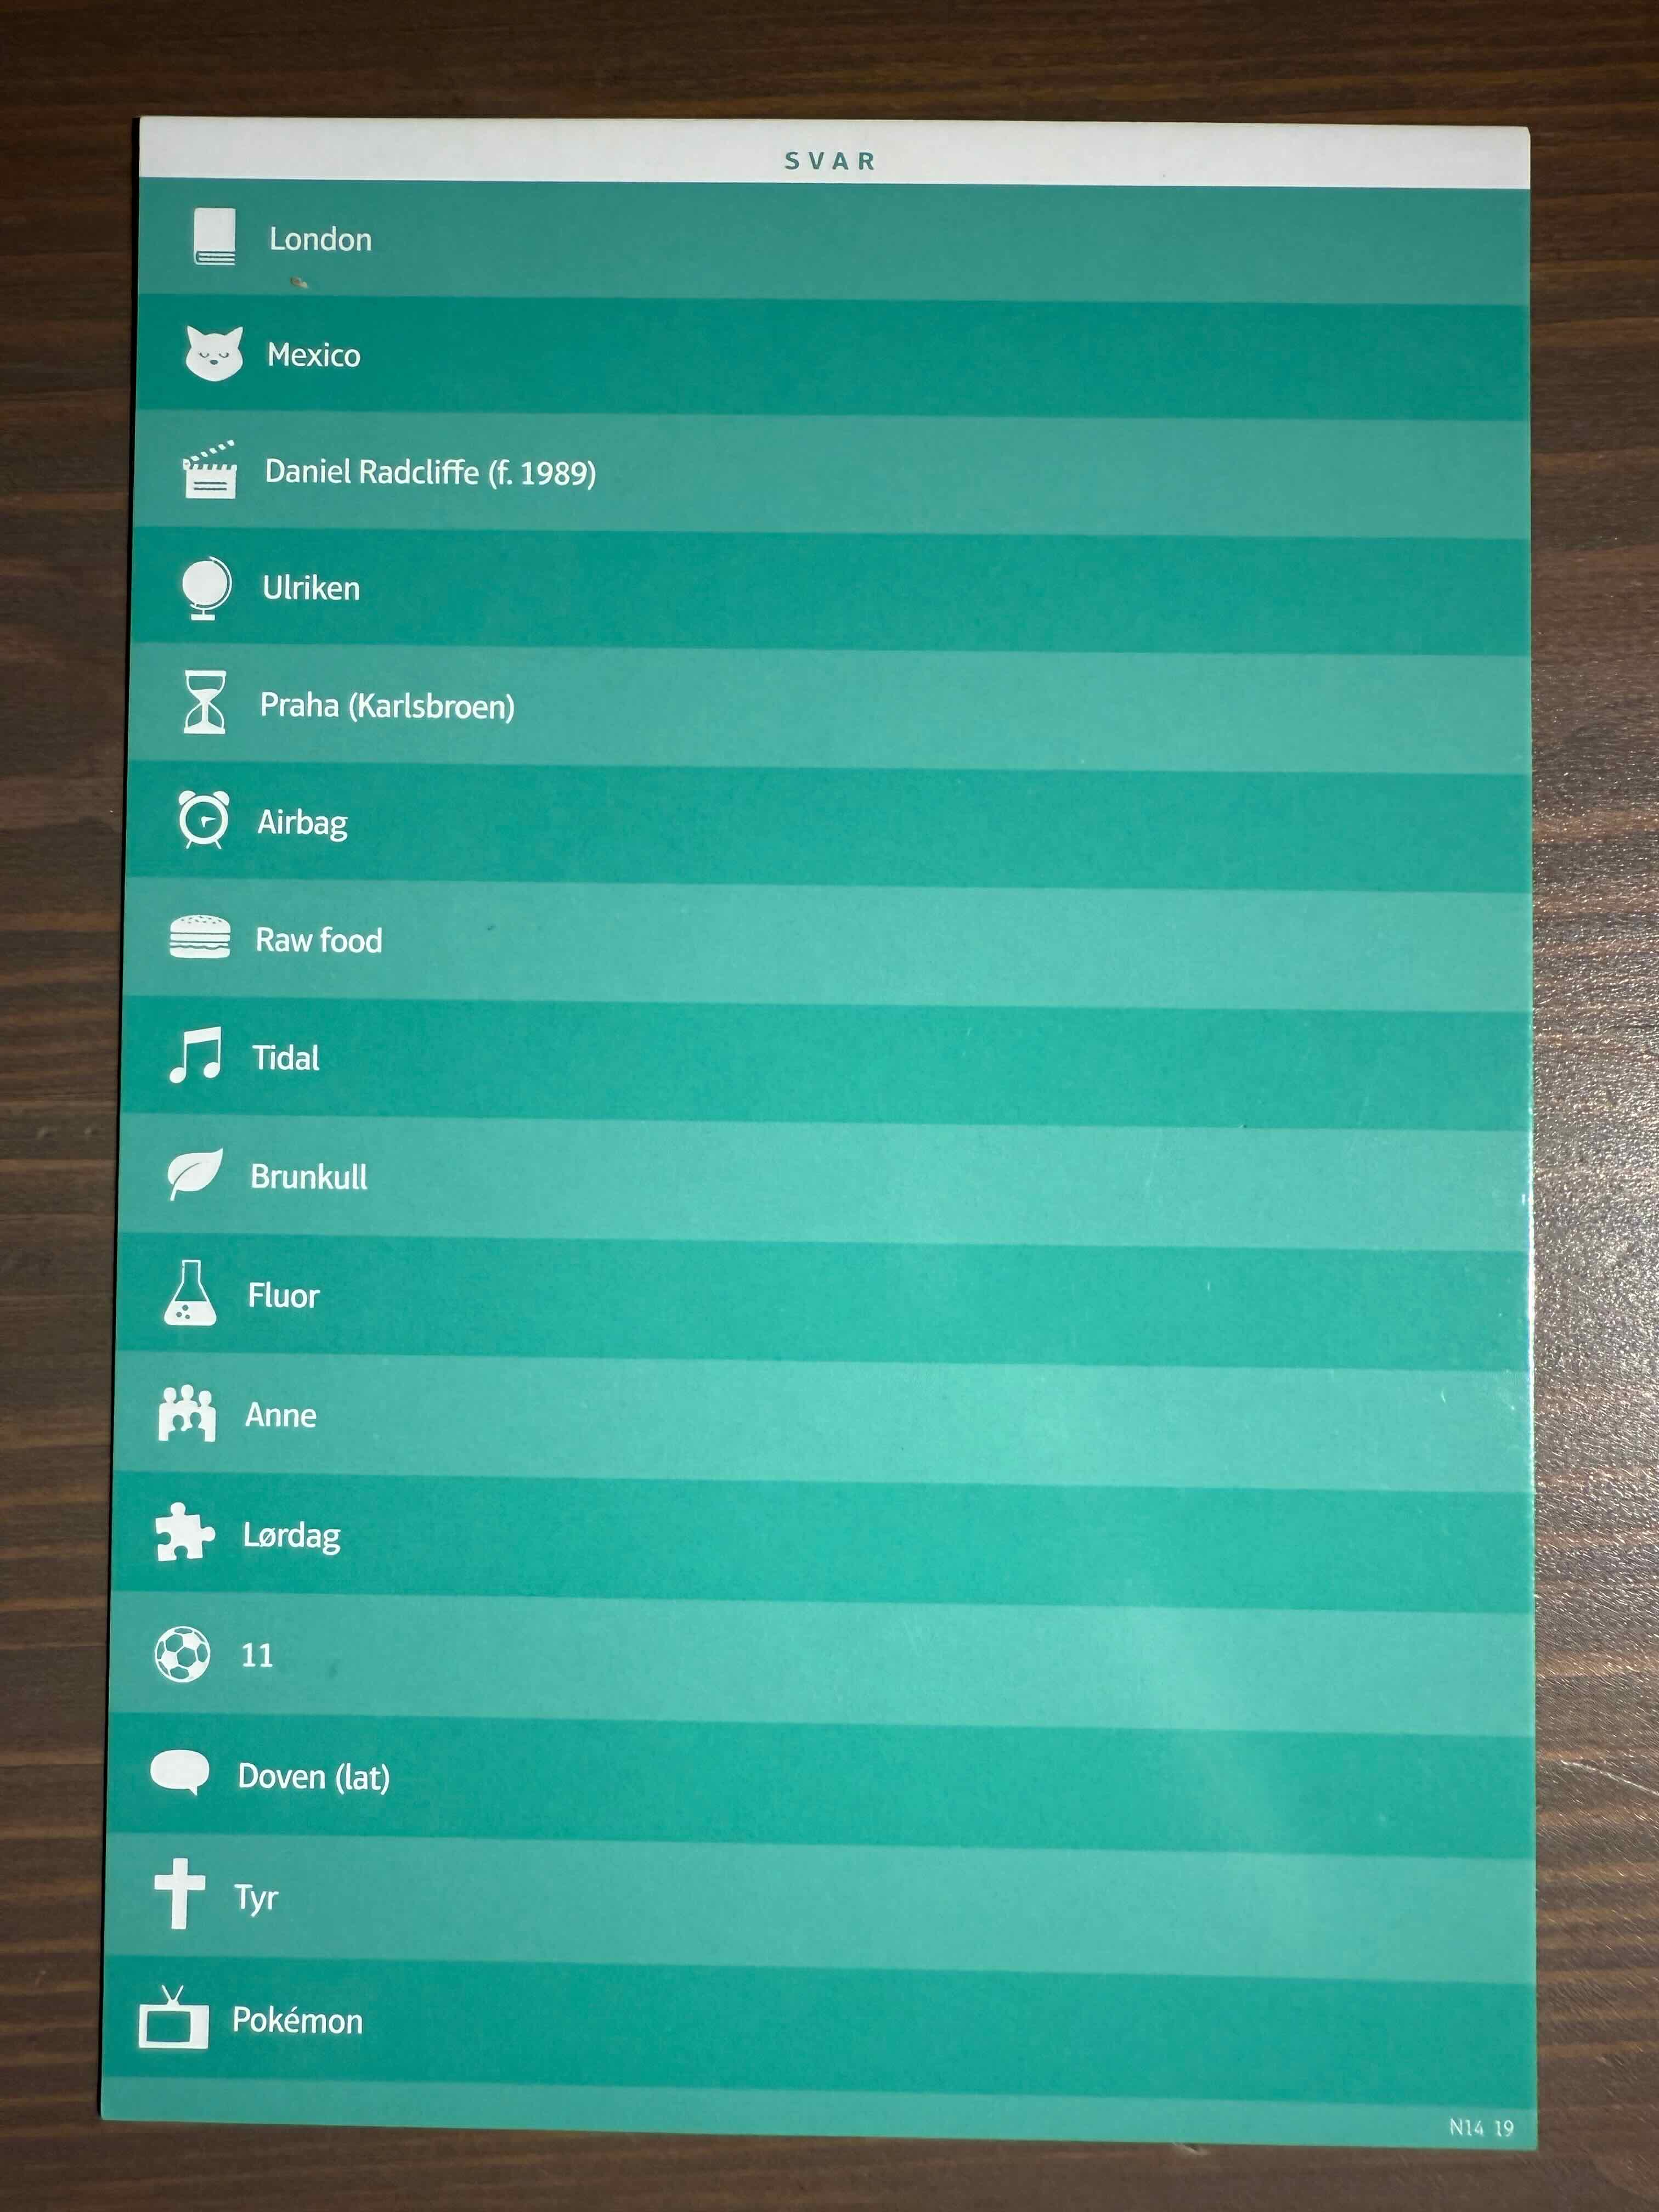 SVAR
London
Mexico
Daniel Radcliffe (f. 1989)
Ulriken
Praha (Karlsbroen)
Airbag
Raw food
Tidal
Brunkull
Fluor
Anne
Lørdag
11
Doven (lat)
Tyr
Pokémon
N14 19